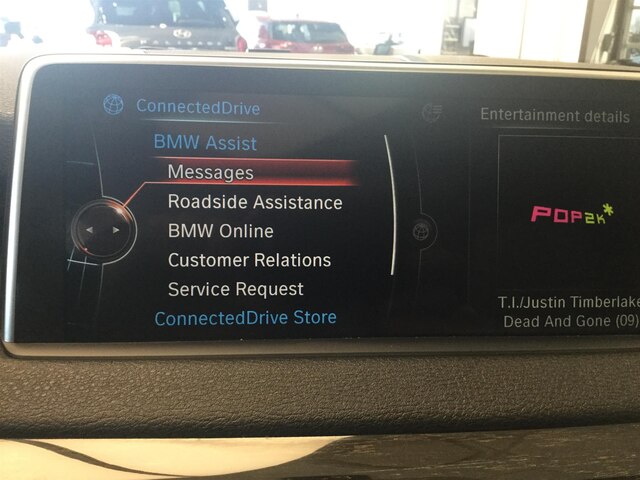 ConnectedDrive
BMW Assist
Messages
Roadside Assistance
BMW Online
Customer Relations
Service Request
ConnectedDrive Store
Entertainment details
POP2K*
T.I./Justin Timberlake
Dead And Gone (09)